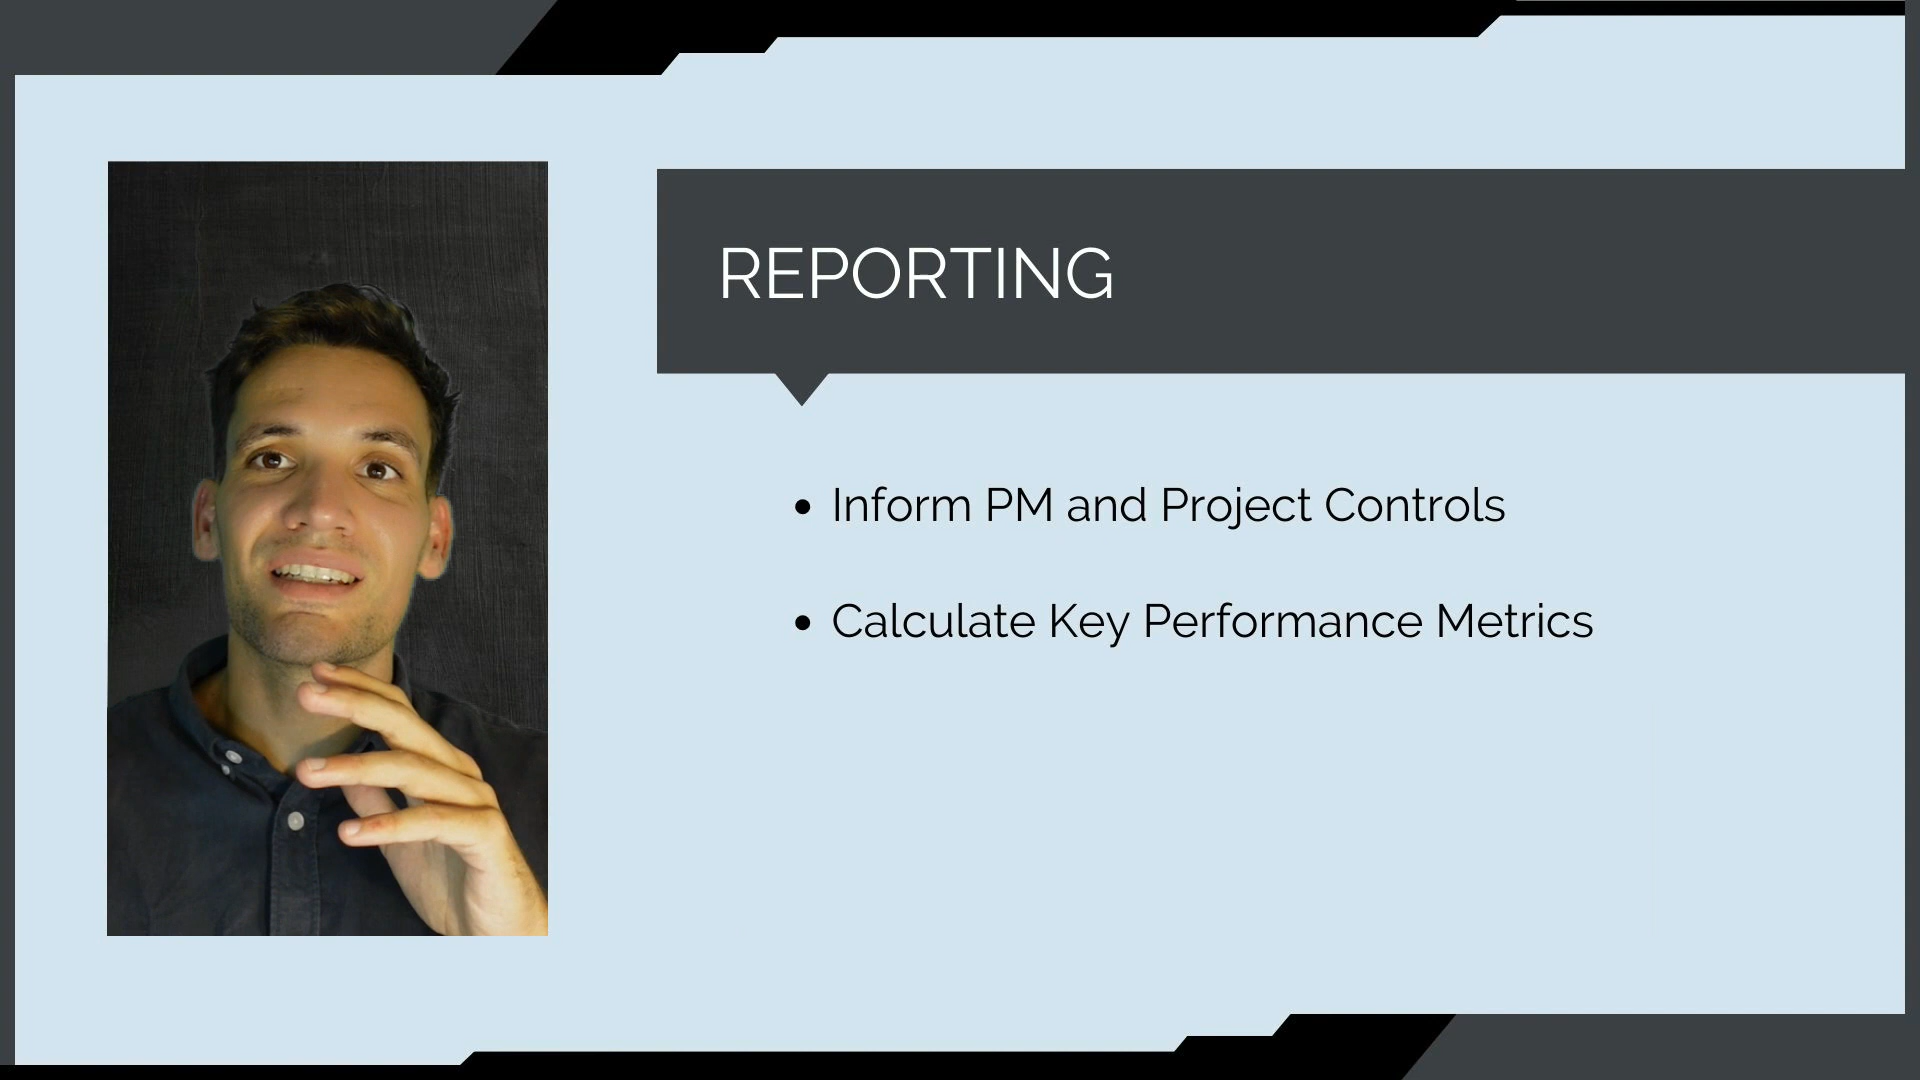 REPORTING
• Inform PM and Project Controls
• Calculate Key Performance Metrics